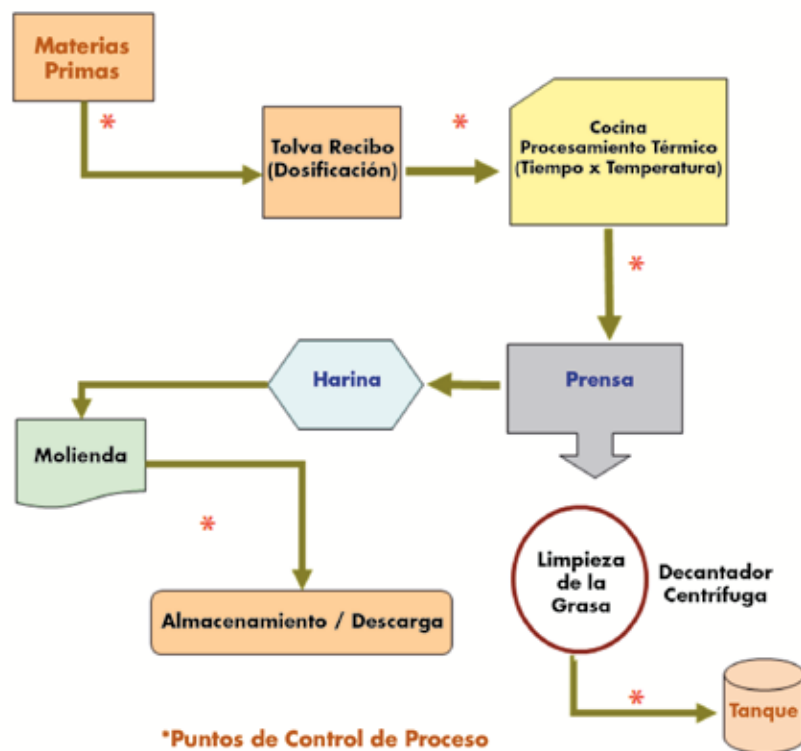 Materias
Primas
*
Tolva Recibo
(Dosificación)
*
Cocina
Procesamiento Térmico
(Tiempo x Temperatura)
*
Prensa
Harina
Molienda
*
Almacenamiento / Descarga
Limpieza
de la
Grasa
Decantador
Centrífuga
*
Tanque
*Puntos de Control de Proceso